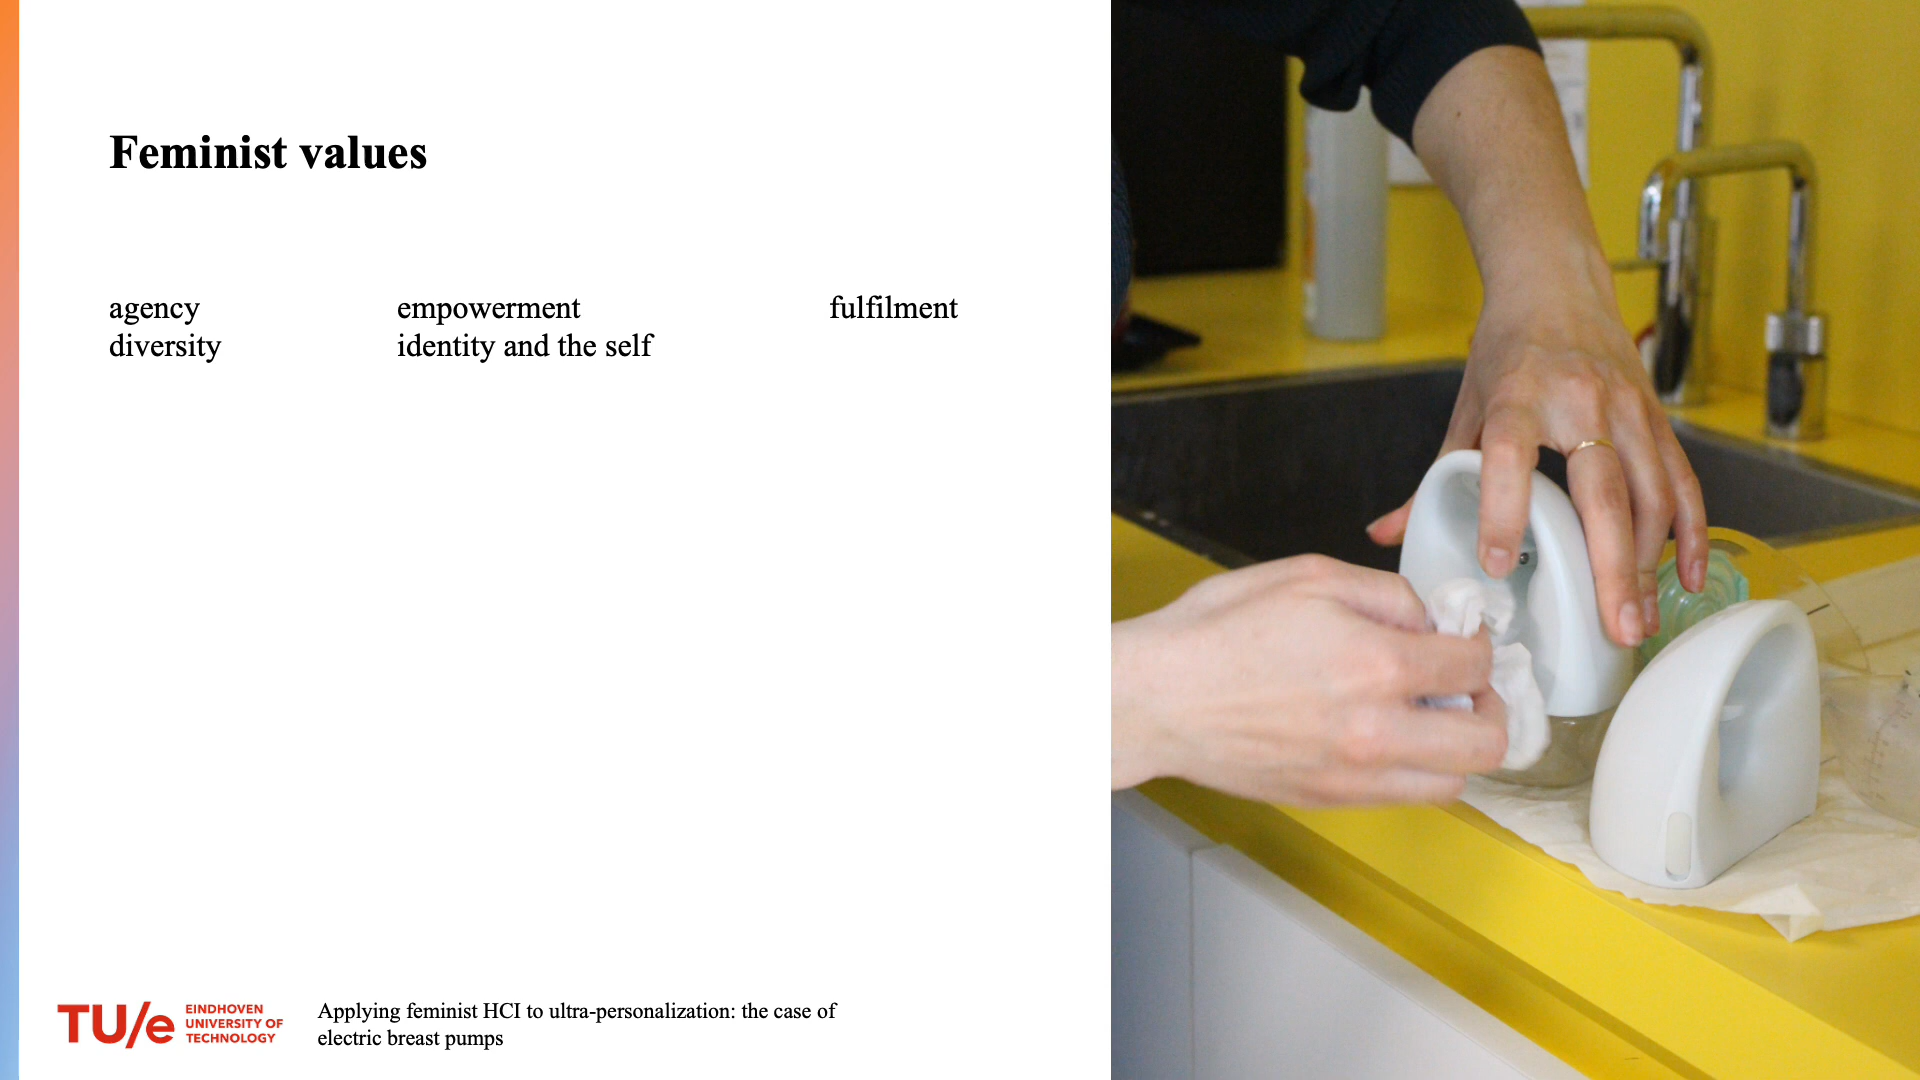 Feminist values
agency empowerment fulfilment
diversity identity and the self
TU/e EINDHOVEN UNIVERSITY OF TECHNOLOGY
Applying feminist HCI to ultra-personalization: the case of
electric breast pumps